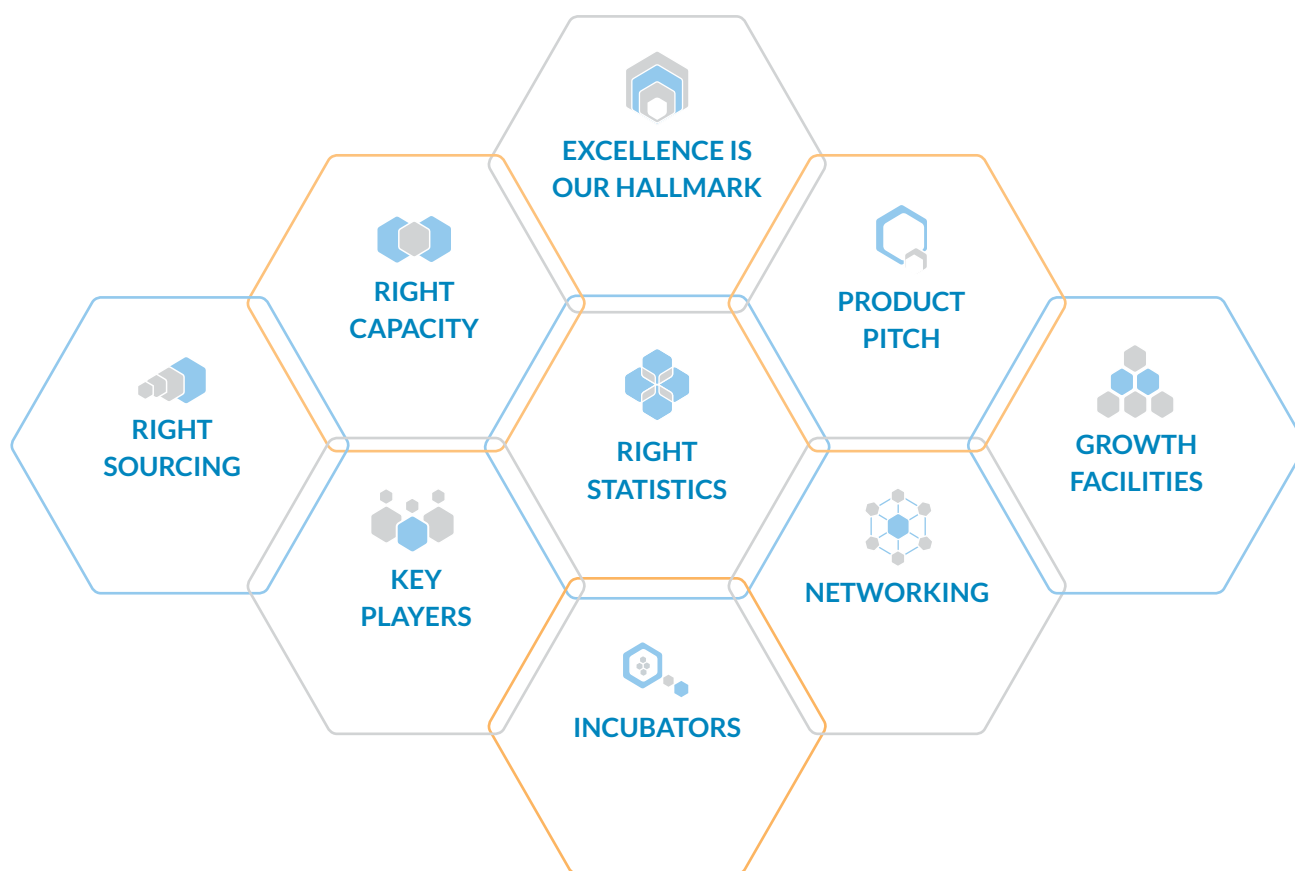 EXCELLENCE IS
OUR HALLMARK
RIGHT
CAPACITY
PRODUCT
PITCH
RIGHT
SOURCING
RIGHT
STATISTICS
GROWTH
FACILITIES
KEY
PLAYERS
NETWORKING
INCUBATORS